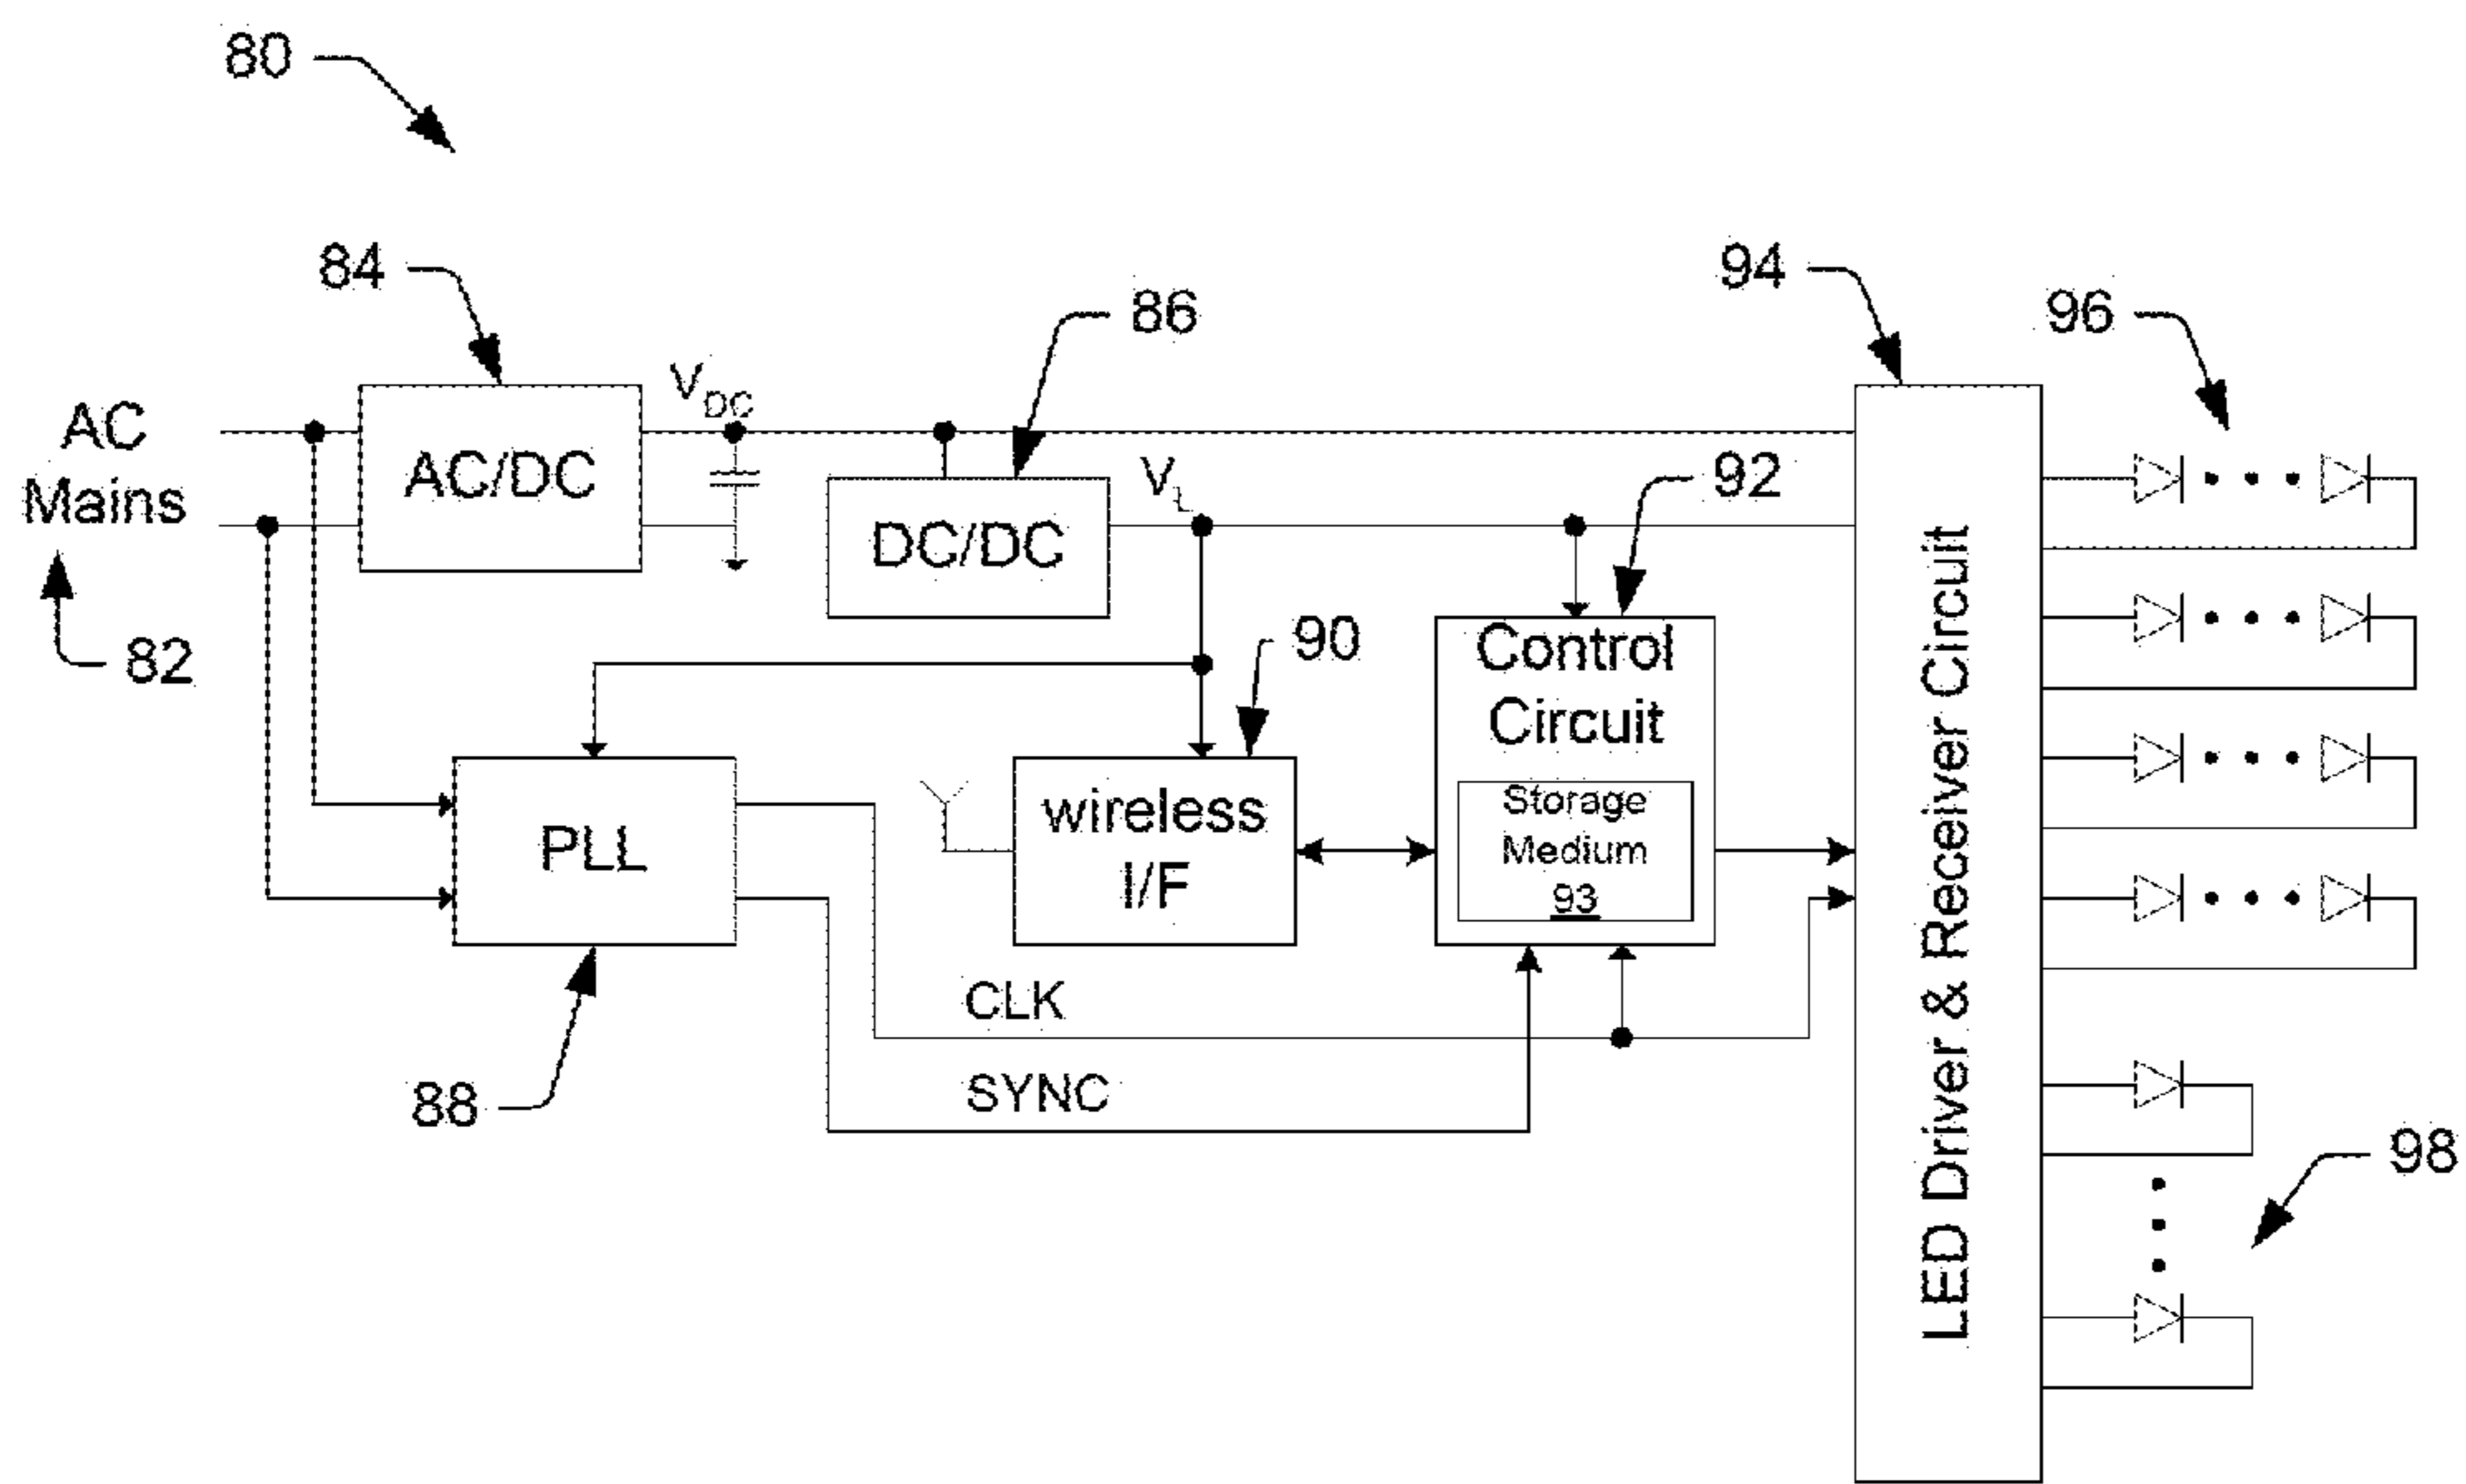 80
84
86
94
96
AC
Mains
82
AC/DC
VDC
DC/DC
VL
92
90
Control
Circuit
Storage
Medium
93
wireless
I/F
PLL
88
CLK
SYNC
LED Driver & Receiver Circuit
98